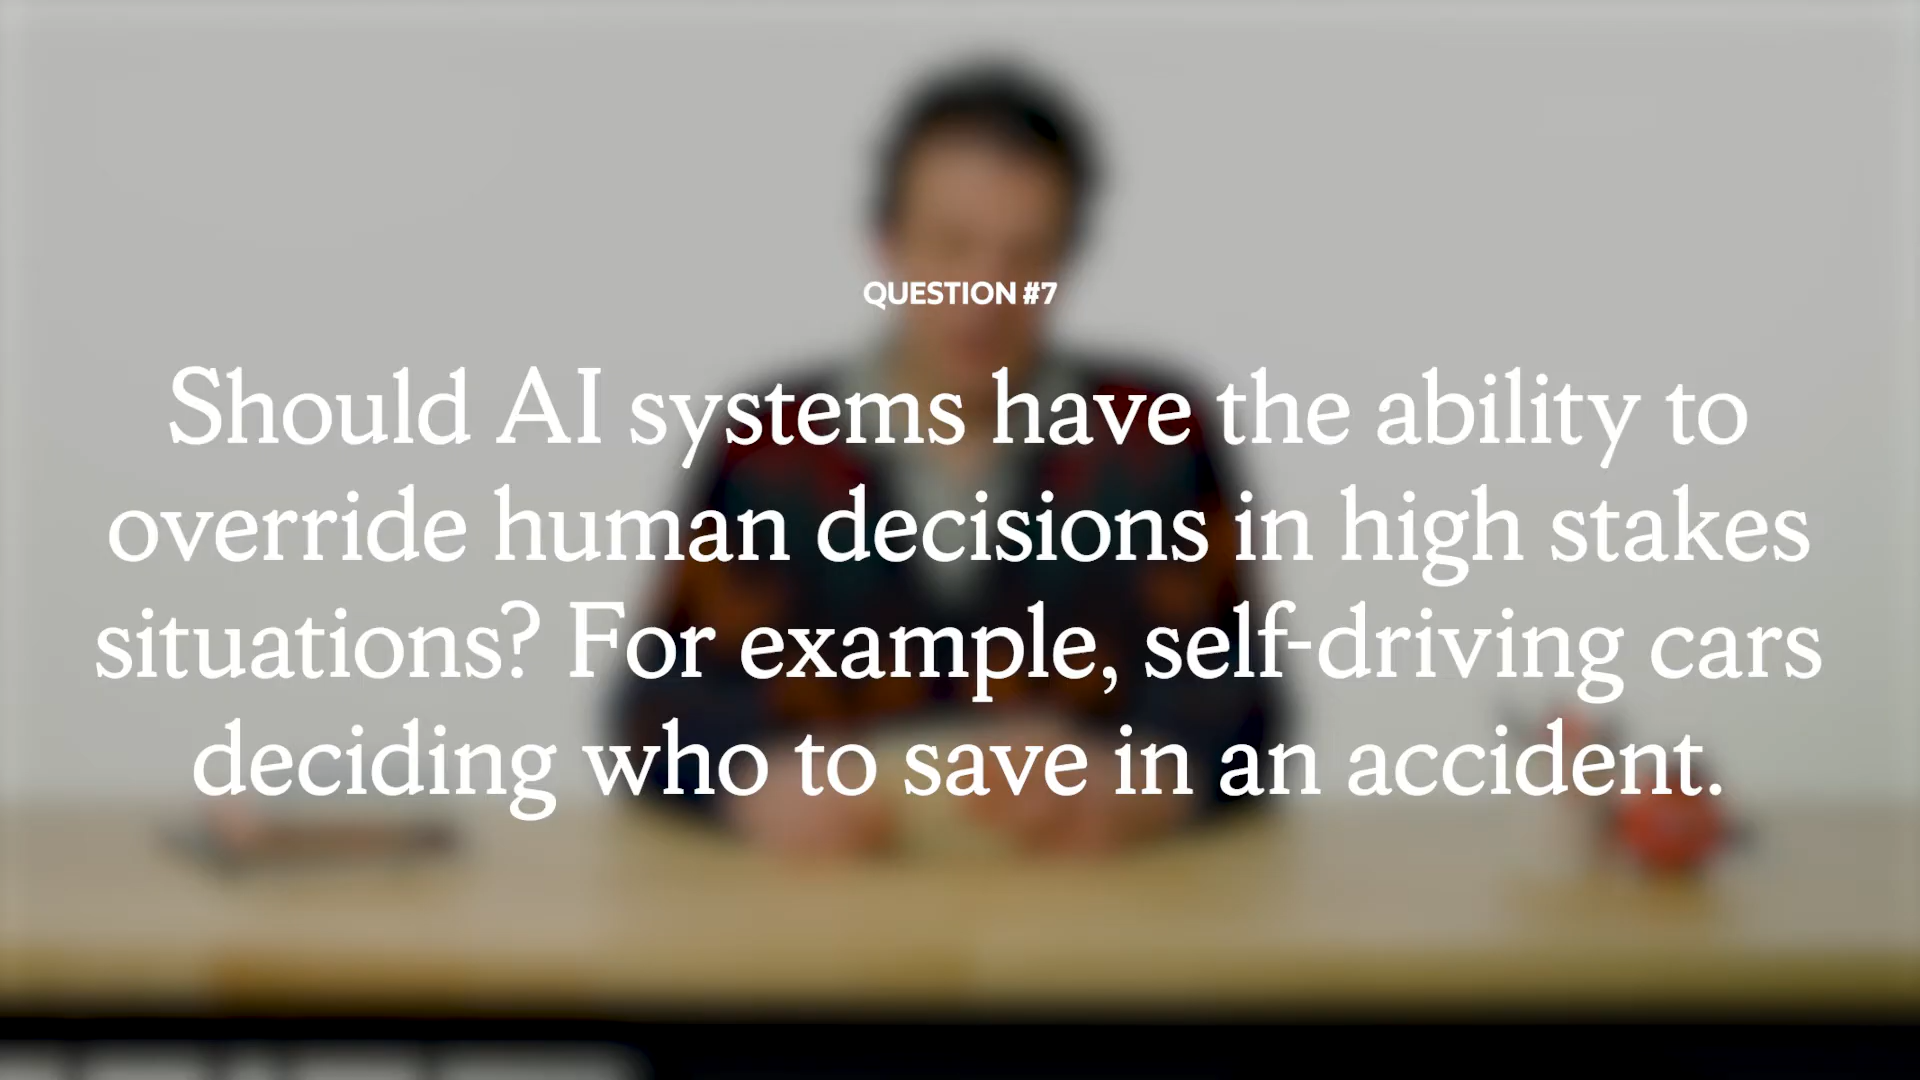 QUESTION #7
Should AI systems have the ability to
override human decisions in high stakes
situations? For example, self-driving cars
deciding who to save in an accident.